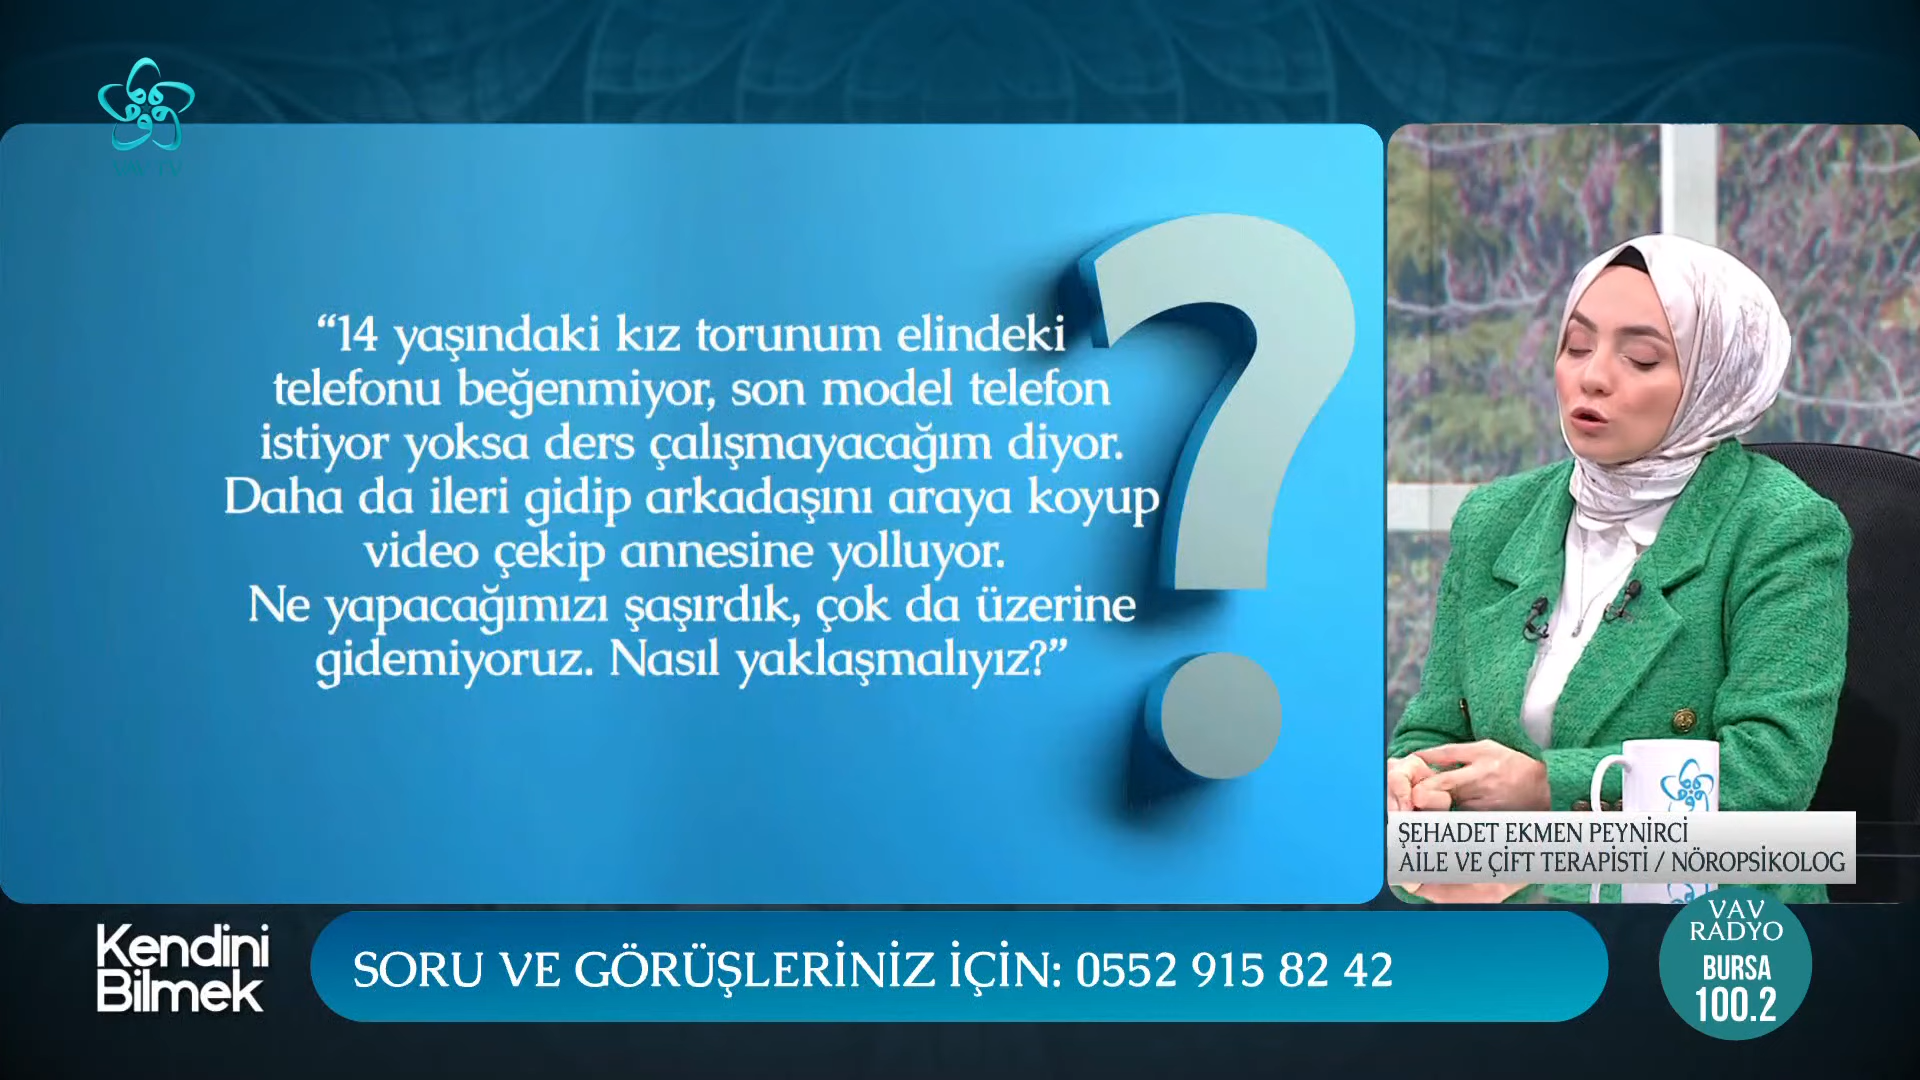 VAV TV
“14 yaşındaki kız torunum elindeki
telefonu beğenmiyor, son model telefon
istiyor yoksa ders çalışmayacağım diyor.
Daha da ileri gidip arkadaşını araya koyup
video çekip annesine yolluyor.
Ne yapacağımızı şaşırdık, çok da üzerine
gidemiyoruz. Nasıl yaklaşmalıyız?”
ŞEHADET EKMEN PEYNİRCİ
AİLE VE ÇİFT TERAPİSTİ / NÖROPSİKOLOG
Kendini
Bilmek
SORU VE GÖRÜŞLERİNİZ İÇİN: 0552 915 82 42
VAV
RADYO
BURSA
100.2